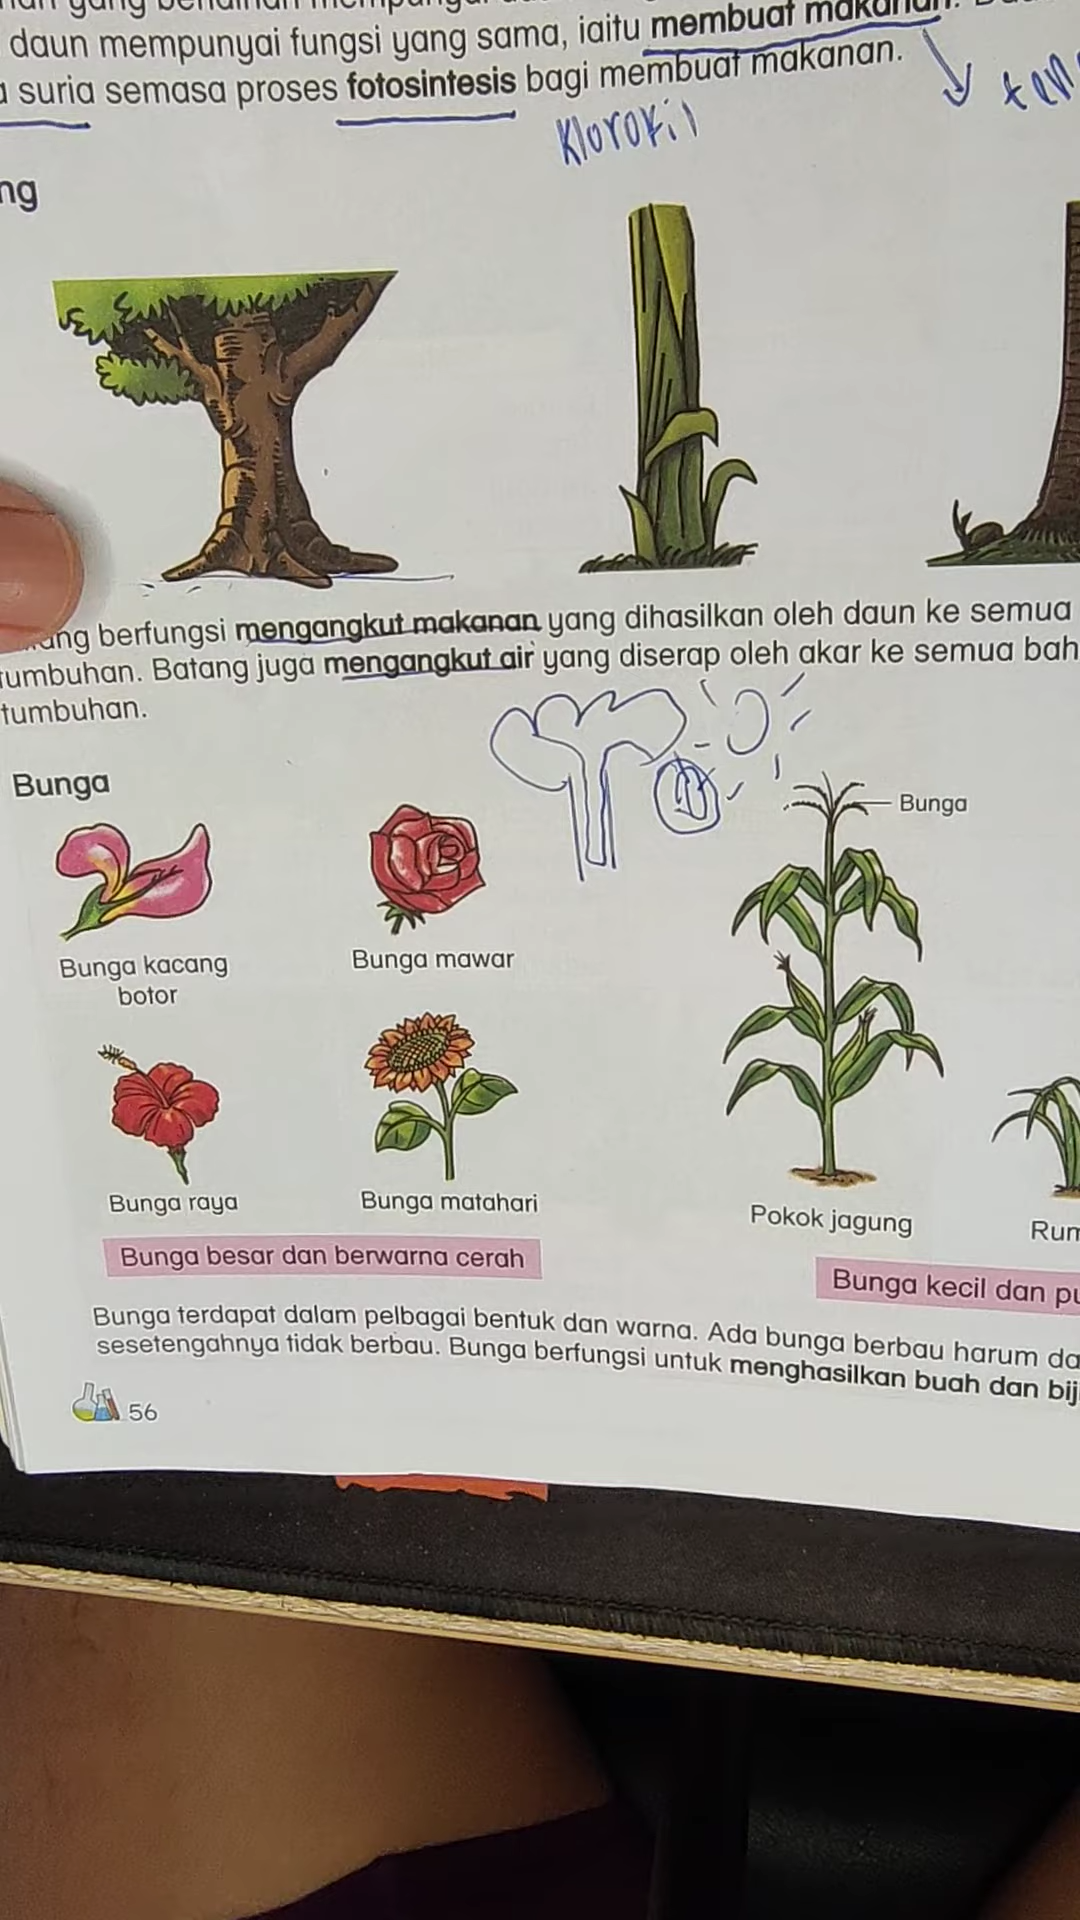 daun mempunyai fungsi yang sama, iaitu membuat makanan.
suria semasa proses fotosintesis bagi membuat makanan.
Klorofil
berfungsi mengangkut makanan yang dihasilkan oleh daun ke semua
tumbuhan. Batang juga mengangkut air yang diserap oleh akar ke semua bah
tumbuhan.
Bunga
Bunga
Bunga kacang
botor
Bunga mawar
Bunga raya
Bunga matahari
Pokok jagung
Rum
Bunga besar dan berwarna cerah
Bunga kecil dan pu
Bunga terdapat dalam pelbagai bentuk dan warna. Ada bunga berbau harum da
sesetengahnya tidak berbau. Bunga berfungsi untuk menghasilkan buah dan bij
56